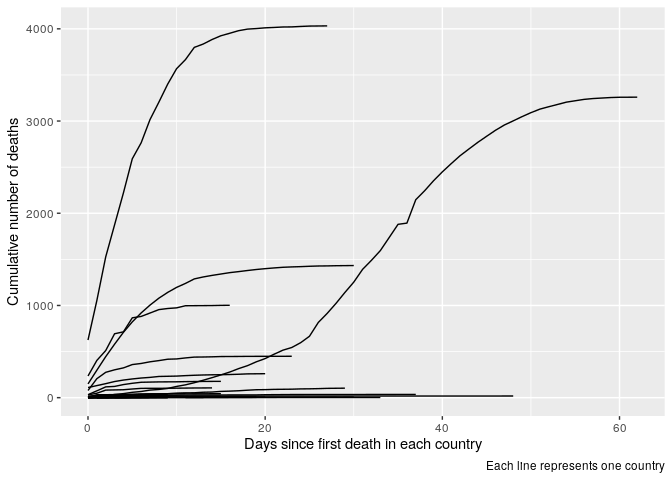 4000
3000
2000
1000
0
Cumulative number of deaths
0 20 40 60
Days since first death in each country
Each line represents one country